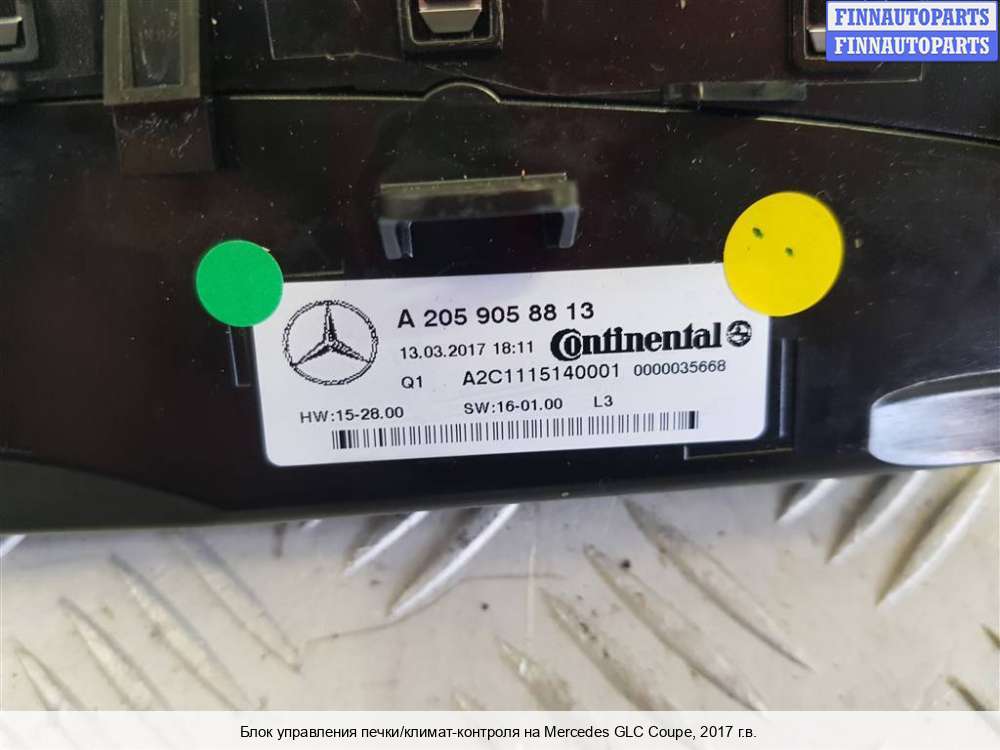 FINNAUTOPARTS
FINNAUTOPARTS
A 205 905 88 13
13.03.2017 18:11 Continental
Q1 A2C1115140001 0000035668
HW:15-28.00 SW:16-01.00 L3
Блок управления печки/климат-контроля на Mercedes GLC Coupe, 2017 г.в.